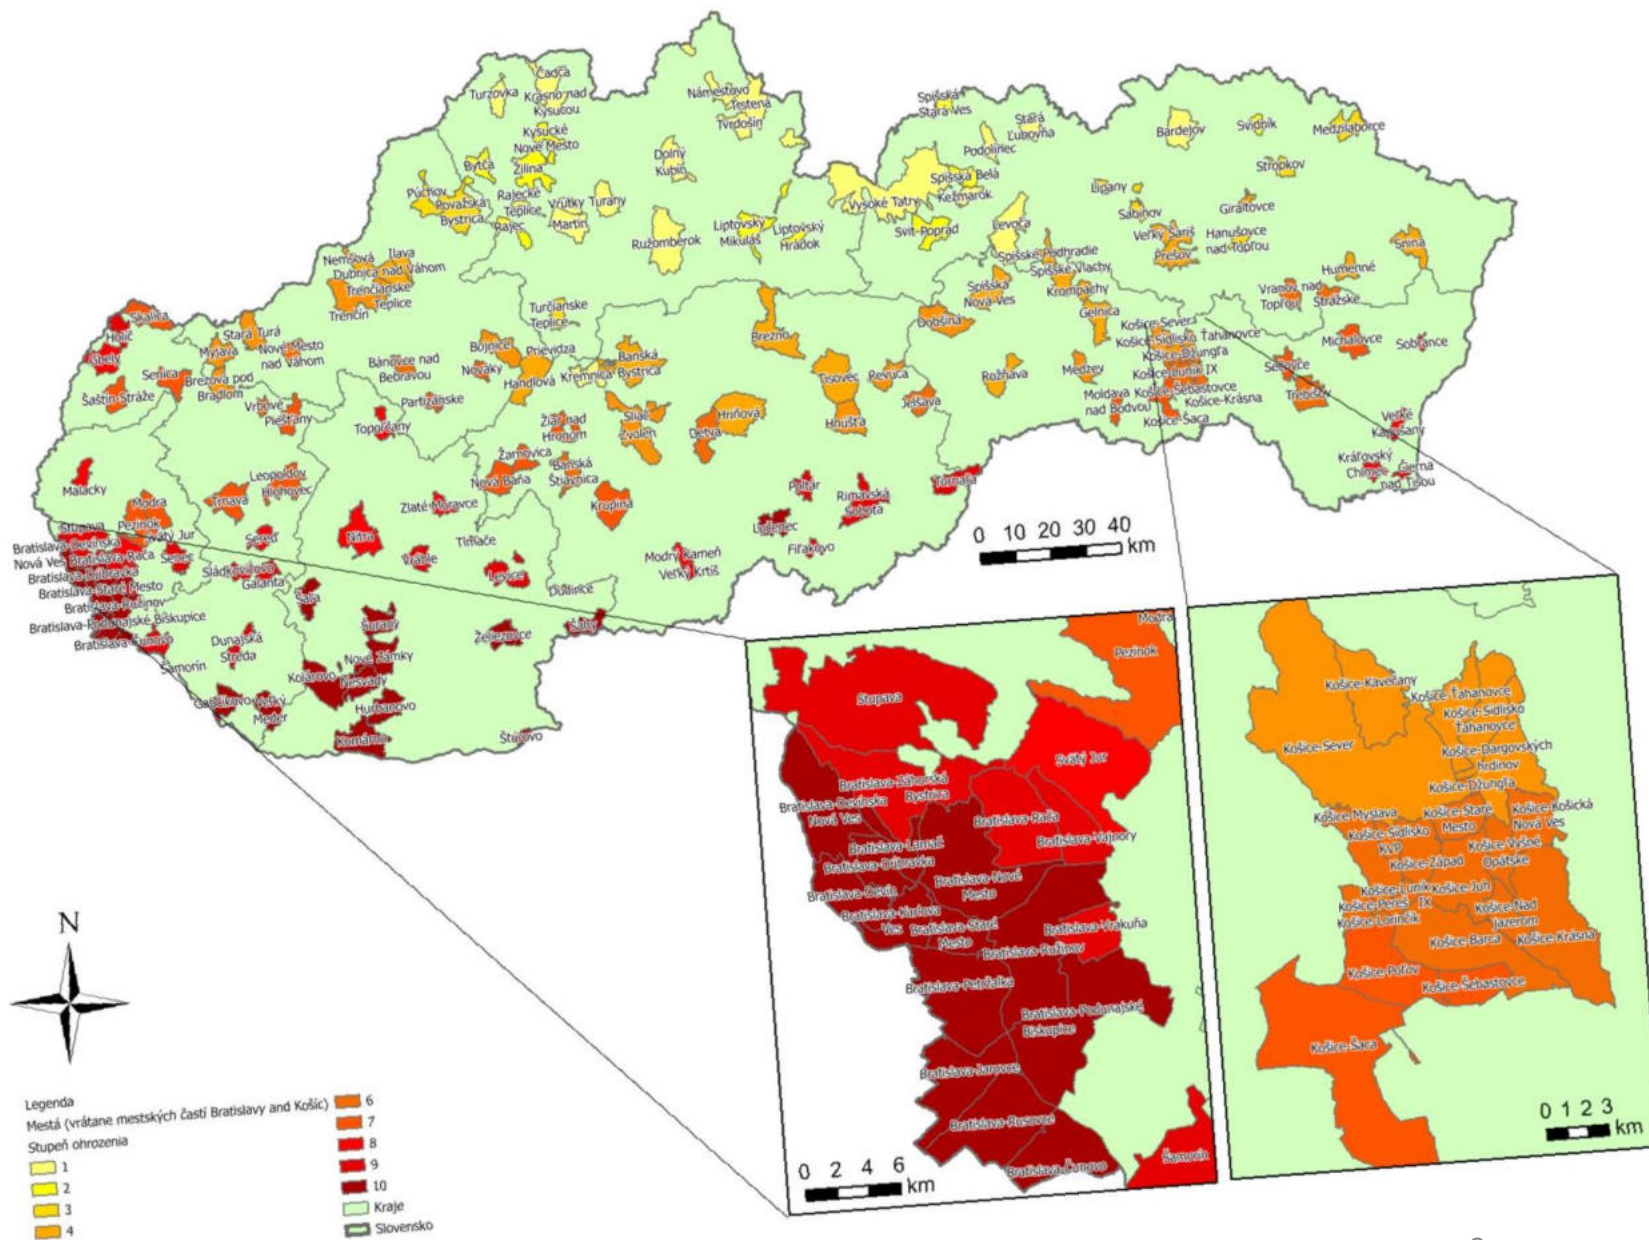 Čadča
Turzovka
Krásno nad
Kysucou
Námestovo
Trstená
Tvrdošín
Spišská
Stará Ves
Stará
Ľubovňa
Podolínec
Bardejov
Svidník
Medzilaborce
Kysucké
Nové Mesto
Bytča
Žilina
Dolný
Kubín
Stropkov
Púchov
Považská
Bystrica
Rajecké
Teplice
Rajec
Vrútky
Turany
Martin
Spišská Belá
Kežmarok
Vysoké Tatry
Lipany
Sabinov
Giraltovce
Ružomberok
Liptovský
Mikuláš
Liptovský
Hrádok
Svit
Poprad
Levoča
Veľký Šariš
Prešov
Hanušovce
nad Topľou
Snina
Nemšová
Ilava
Dubnica nad Váhom
Trenčianske
Teplice
Trenčín
Spišské Podhradie
Spišské Vlachy
Spišská
Nová Ves
Krompachy
Humenné
Vranov nad
Topľou
Strážske
Turčianske
Teplice
Skalica
Holíč
Gbely
Stará Turá
Myjava
Nové Mesto
nad Váhom
Brezová pod
Bradlom
Senica
Šaštín-Stráže
Bánovce nad
Bebravou
Bojnice
Prievidza
Nováky
Handlová
Kremnica
Banská
Bystrica
Brezno
Dobšiná
Gelnica
Košice-Sever
Košice-Sídlisko Ťahanovce
Košice-Džungľa
Košice-Luník IX
Košice-Šebastovce
Košice-Krásna
Košice-Šaca
Michalovce
Sobrance
Sečovce
Trebišov
Medzev
Moldava
nad Bodvou
Rožňava
Tisovec
Revúca
Jelšava
Hnúšťa
Hriňová
Detva
Sliač
Zvolen
Vrbové
Piešťany
Partizánske
Topoľčany
Žiar nad
Hronom
Žarnovica
Nová Baňa
Banská
Štiavnica
Krupina
Veľké
Kapušany
Kráľovský
Chlmec
Čierna
nad Tisou
Malacky
Leopoldov
Hlohovec
Trnava
Modra
Pezinok
Svätý Jur
Stupava
Bratislava-Devínska
Nová Ves
Bratislava-Rača
Bratislava-Dúbravka
Bratislava-Staré Mesto
Bratislava-Ružinov
Bratislava-Podunajské Biskupice
Bratislava-Čunovo
Senec
Sereď
Sládkovičovo
Galanta
Šaľa
Nitra
Zlaté Moravce
Vráble
Tlmače
Levice
Dudince
Poltár
Rimavská
Sobota
Tornaľa
Lučenec
Fiľakovo
Modrý Kameň
Veľký Krtíš
Šahy
Želiezovce
Šurany
Nové Zámky
Kolárovo
Nesvady
Hurbanovo
Komárno
Štúrovo
Dunajská
Streda
Šamorín
Gabčíkovo
Veľký
Meder
0 10 20 30 40
km
Modra
Pezinok
Stupava
Svätý Jur
Bratislava-Záhorská
Bystrica
Bratislava-Devínska
Nová Ves
Bratislava-Rača
Bratislava-Vajnory
Bratislava-Lamač
Bratislava-Dúbravka
Bratislava-Devín
Bratislava-Nové
Mesto
Bratislava-Karlova
Ves
Bratislava-Staré
Mesto
Bratislava-Vrakuňa
Bratislava-Ružinov
Bratislava-Petržalka
Bratislava-Podunajské
Biskupice
Bratislava-Jarovce
Bratislava-Rusovce
Bratislava-Čunovo
Šamorín
0 2 4 6
km
Košice-Kavečany
Košice-Ťahanovce
Košice-Sídlisko
Ťahanovce
Košice-Sever
Košice-Dargovských
hrdinov
Košice-Džungľa
Košice-Myslava
Košice-Staré
Mesto
Košice-Košická
Nová Ves
Košice-Sídlisko
KVP
Košice-Vyšné
Opátske
Košice-Západ
Košice-Luník
IX
Košice-Juh
Košice-Pereš
Košice-Lorinčík
Košice-Nad
jazerom
Košice-Barca
Košice-Krásna
Košice-Poľov
Košice-Šebastovce
Košice-Šaca
0 1 2 3
km
N
Legenda
Mestá (vrátane mestských častí Bratislavy and Košíc)
Stupeň ohrozenia
1
2
3
4
6
7
8
9
10
Kraje
Slovensko